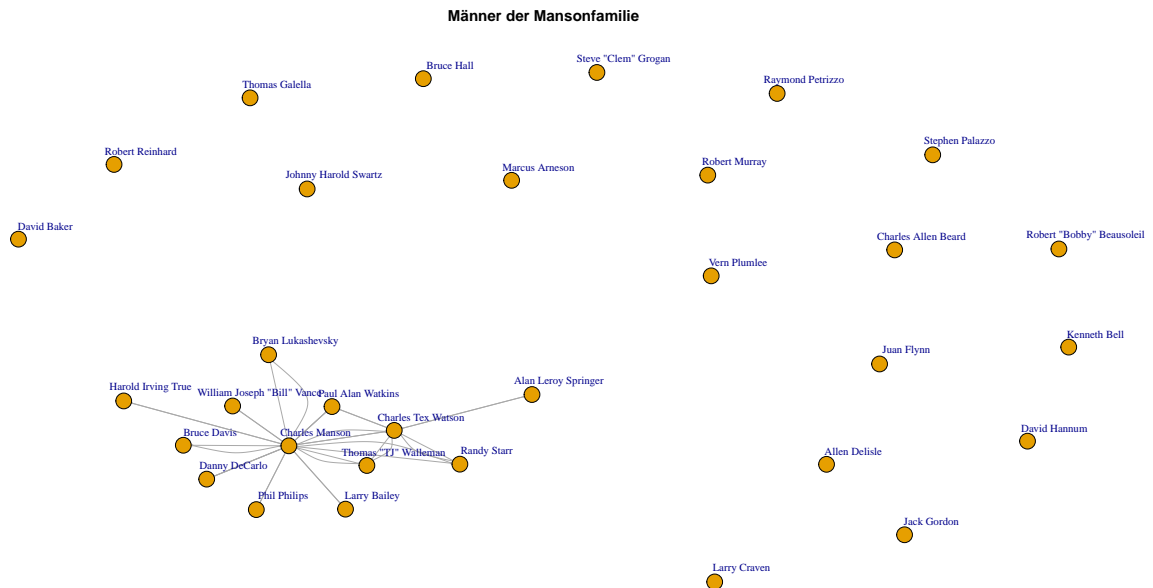 Männer der Mansonfamilie
Steve "Clem" Grogan
Bruce Hall
Raymond Petrizzo
Thomas Galella
Stephen Palazzo
Robert Reinhard
Robert Murray
Marcus Arneson
Johnny Harold Swartz
David Baker
Charles Allen Beard
Robert "Bobby" Beausoleil
Vern Plumlee
Kenneth Bell
Bryan Lukashevsky
Juan Flynn
Alan Leroy Springer
Harold Irving True
William Joseph "Bill" Vance
Paul Alan Watkins
Charles Tex Watson
David Hannum
Bruce Davis
Charles Manson
Thomas "TJ" Walleman
Randy Starr
Allen Delisle
Danny DeCarlo
Phil Philips
Larry Bailey
Jack Gordon
Larry Craven